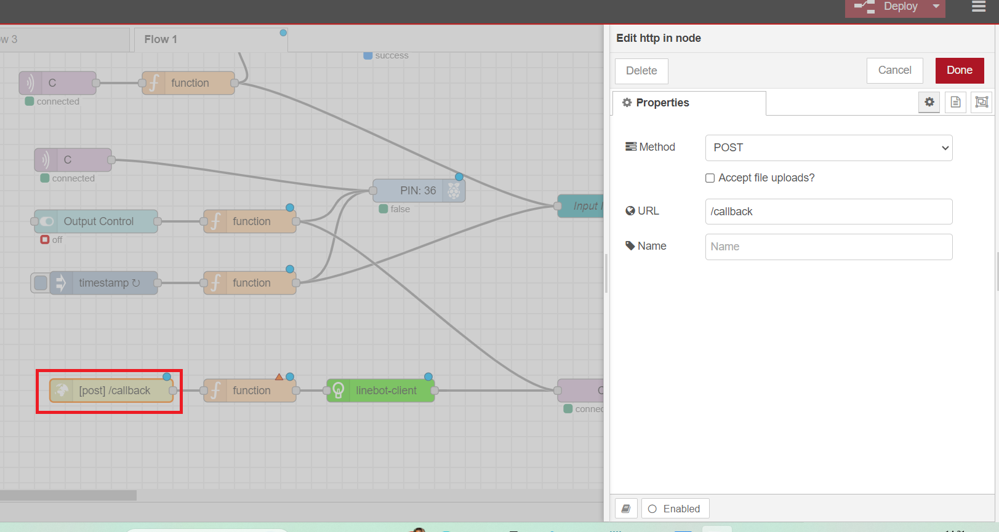 Deploy
w 3
Flow 1
success
C
function
connected
C
connected
PIN: 36
false
Input
Output Control
function
off
timestamp ↻
function
[post] /callback
function
linebot-client
connec
Edit http in node
Delete
Cancel
Done
Properties
Method
POST
Accept file uploads?
URL
/callback
Name
Name
Enabled